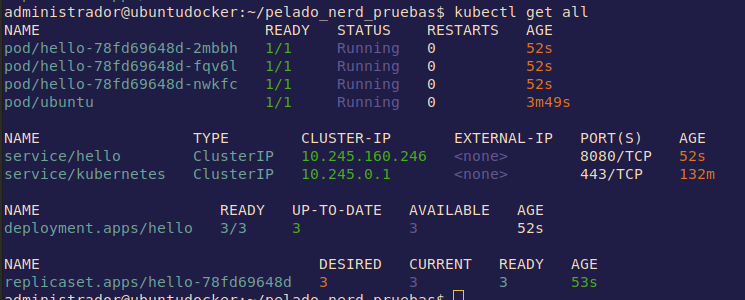 administrador@ubuntudocker:~/pelado_nerd_pruebas$ kubectl get all
NAME READY STATUS RESTARTS AGE
pod/hello-78fd69648d-2mbbh 1/1 Running 0 52s
pod/hello-78fd69648d-fqv6l 1/1 Running 0 52s
pod/hello-78fd69648d-nwkfc 1/1 Running 0 52s
pod/ubuntu 1/1 Running 0 3m49s
NAME TYPE CLUSTER-IP EXTERNAL-IP PORT(S) AGE
service/hello ClusterIP 10.245.160.246 <none> 8080/TCP 52s
service/kubernetes ClusterIP 10.245.0.1 <none> 443/TCP 132m
NAME READY UP-TO-DATE AVAILABLE AGE
deployment.apps/hello 3/3 3 3 52s
NAME DESIRED CURRENT READY AGE
replicaset.apps/hello-78fd69648d 3 3 3 53s
administrador@ubuntudocker:~/pelado_nerd_pruebas$